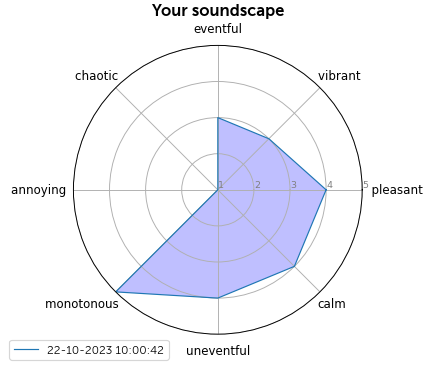 Your soundscape
eventful
chaotic
vibrant
annoying
1
2
3
4
5
pleasant
monotonous
calm
22-10-2023 10:00:42
uneventful